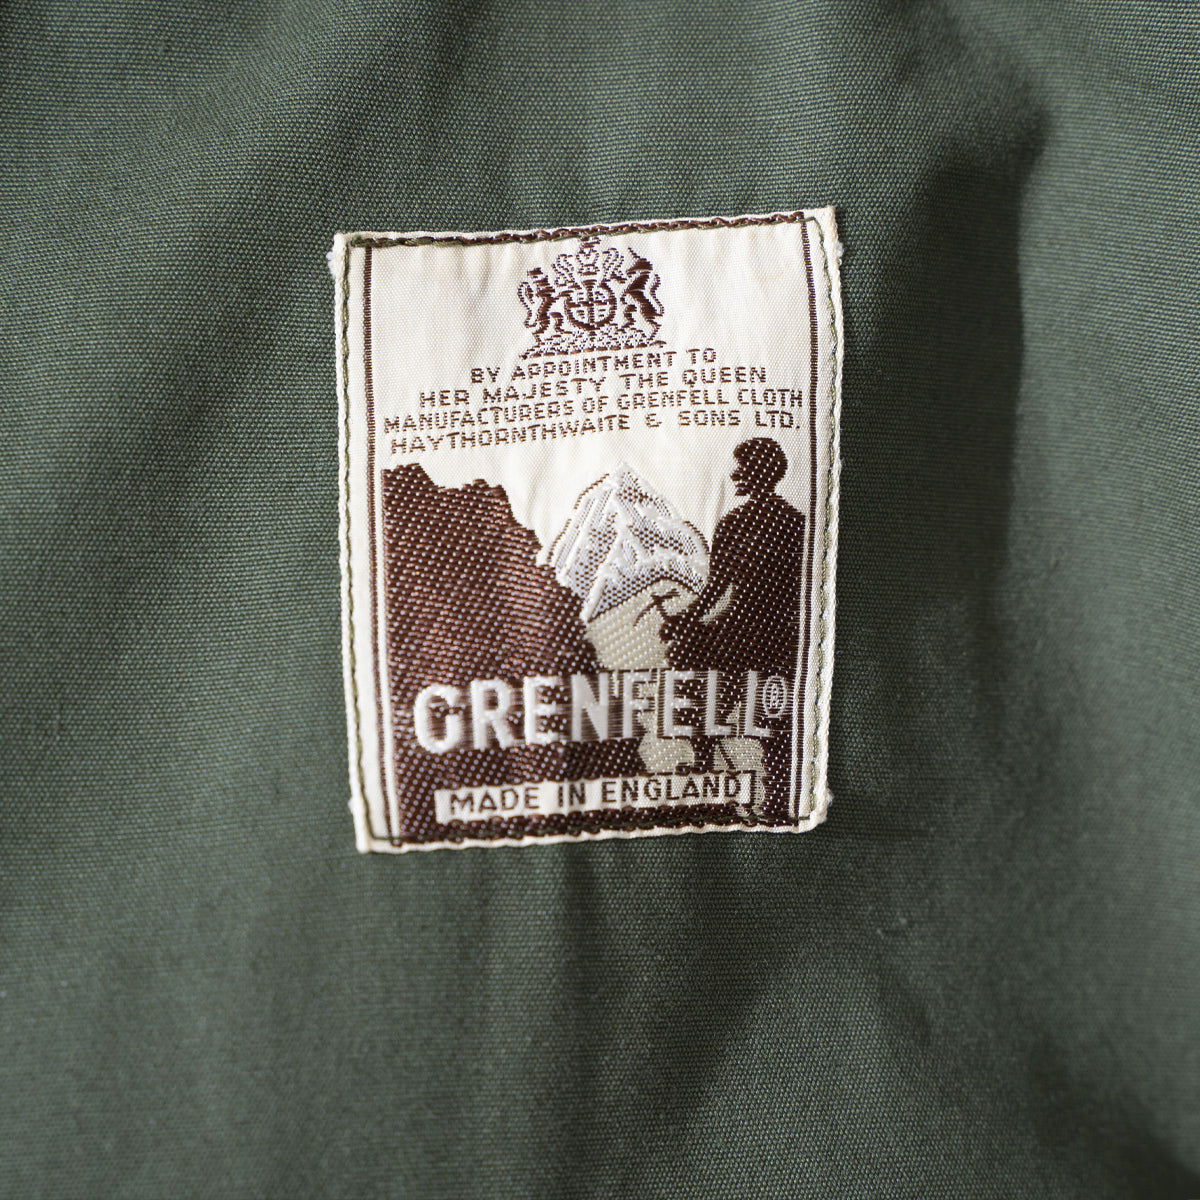 BY APPOINTMENT TO
HER MAJESTY THE QUEEN
MANUFACTURERS OF GRENFELL CLOTH
HAYTHORNTHWAITE & SONS LTD.
GRENFELL®
MADE IN ENGLAND